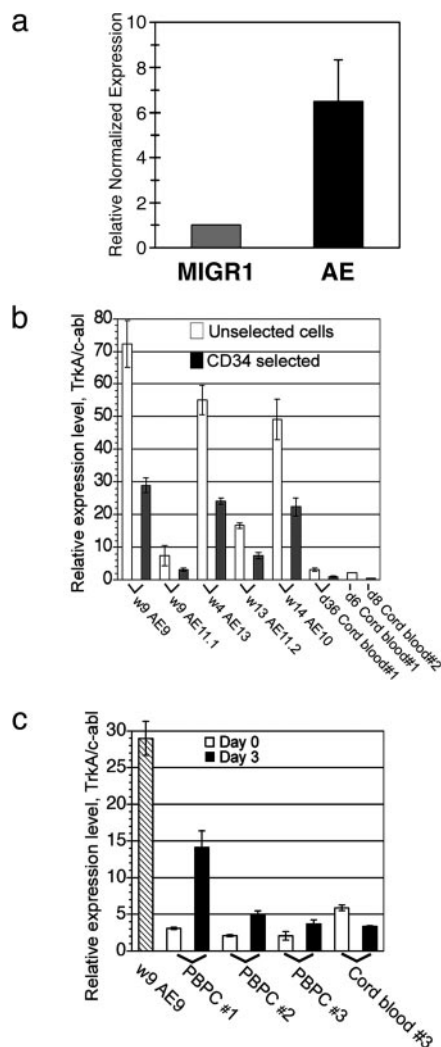 a
Relative Normalized Expression
10
8
6
4
2
0
MIGR1
AE
b
Relative expression level, TrkA/c-abl
80
70
60
50
40
30
20
10
0
Unselected cells
CD34 selected
w9 AE9
w9 AE11.1
w4 AE13
w13 AE11.2
w14 AE10
d36 Cord blood#1
d6 Cord blood#1
d8 Cord blood#2
c
Relative expression level, TrkA/c-abl
30
25
20
15
10
5
0
Day 0
Day 3
w9 AE9
PBPC #1
PBPC #2
PBPC #3
Cord blood #3